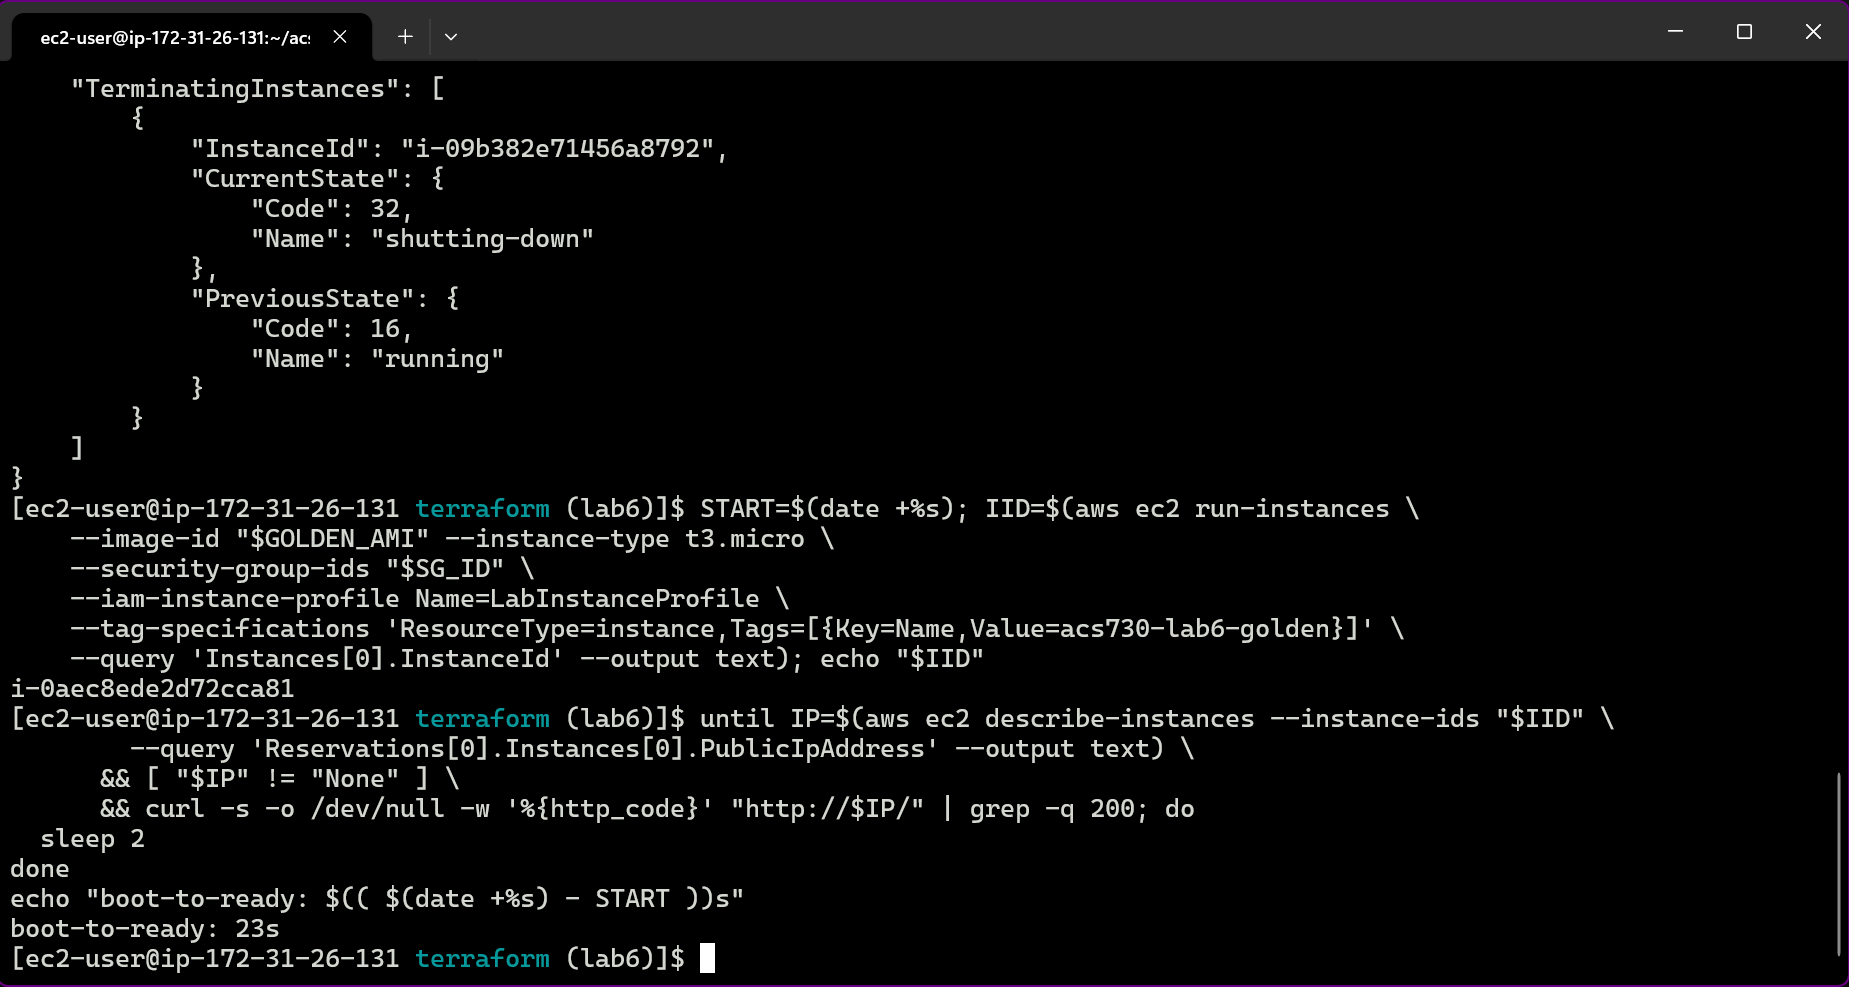 ec2-user@ip-172-31-26-131:~/acs
    "TerminatingInstances": [
        {
            "InstanceId": "i-09b382e71456a8792",
            "CurrentState": {
                "Code": 32,
                "Name": "shutting-down"
            },
            "PreviousState": {
                "Code": 16,
                "Name": "running"
            }
        }
    ]
}
[ec2-user@ip-172-31-26-131 terraform (lab6)]$ START=$(date +%s); IID=$(aws ec2 run-instances \
    --image-id "$GOLDEN_AMI" --instance-type t3.micro \
    --security-group-ids "$SG_ID" \
    --iam-instance-profile Name=LabInstanceProfile \
    --tag-specifications 'ResourceType=instance,Tags=[{Key=Name,Value=acs730-lab6-golden}]' \
    --query 'Instances[0].InstanceId' --output text); echo "$IID"
i-0aec8ede2d72cca81
[ec2-user@ip-172-31-26-131 terraform (lab6)]$ until IP=$(aws ec2 describe-instances --instance-ids "$IID" \
        --query 'Reservations[0].Instances[0].PublicIpAddress' --output text) \
      && [ "$IP" != "None" ] \
      && curl -s -o /dev/null -w '%{http_code}' "http://$IP/" | grep -q 200; do
  sleep 2
done
echo "boot-to-ready: $(( $(date +%s) - START ))s"
boot-to-ready: 23s
[ec2-user@ip-172-31-26-131 terraform (lab6)]$